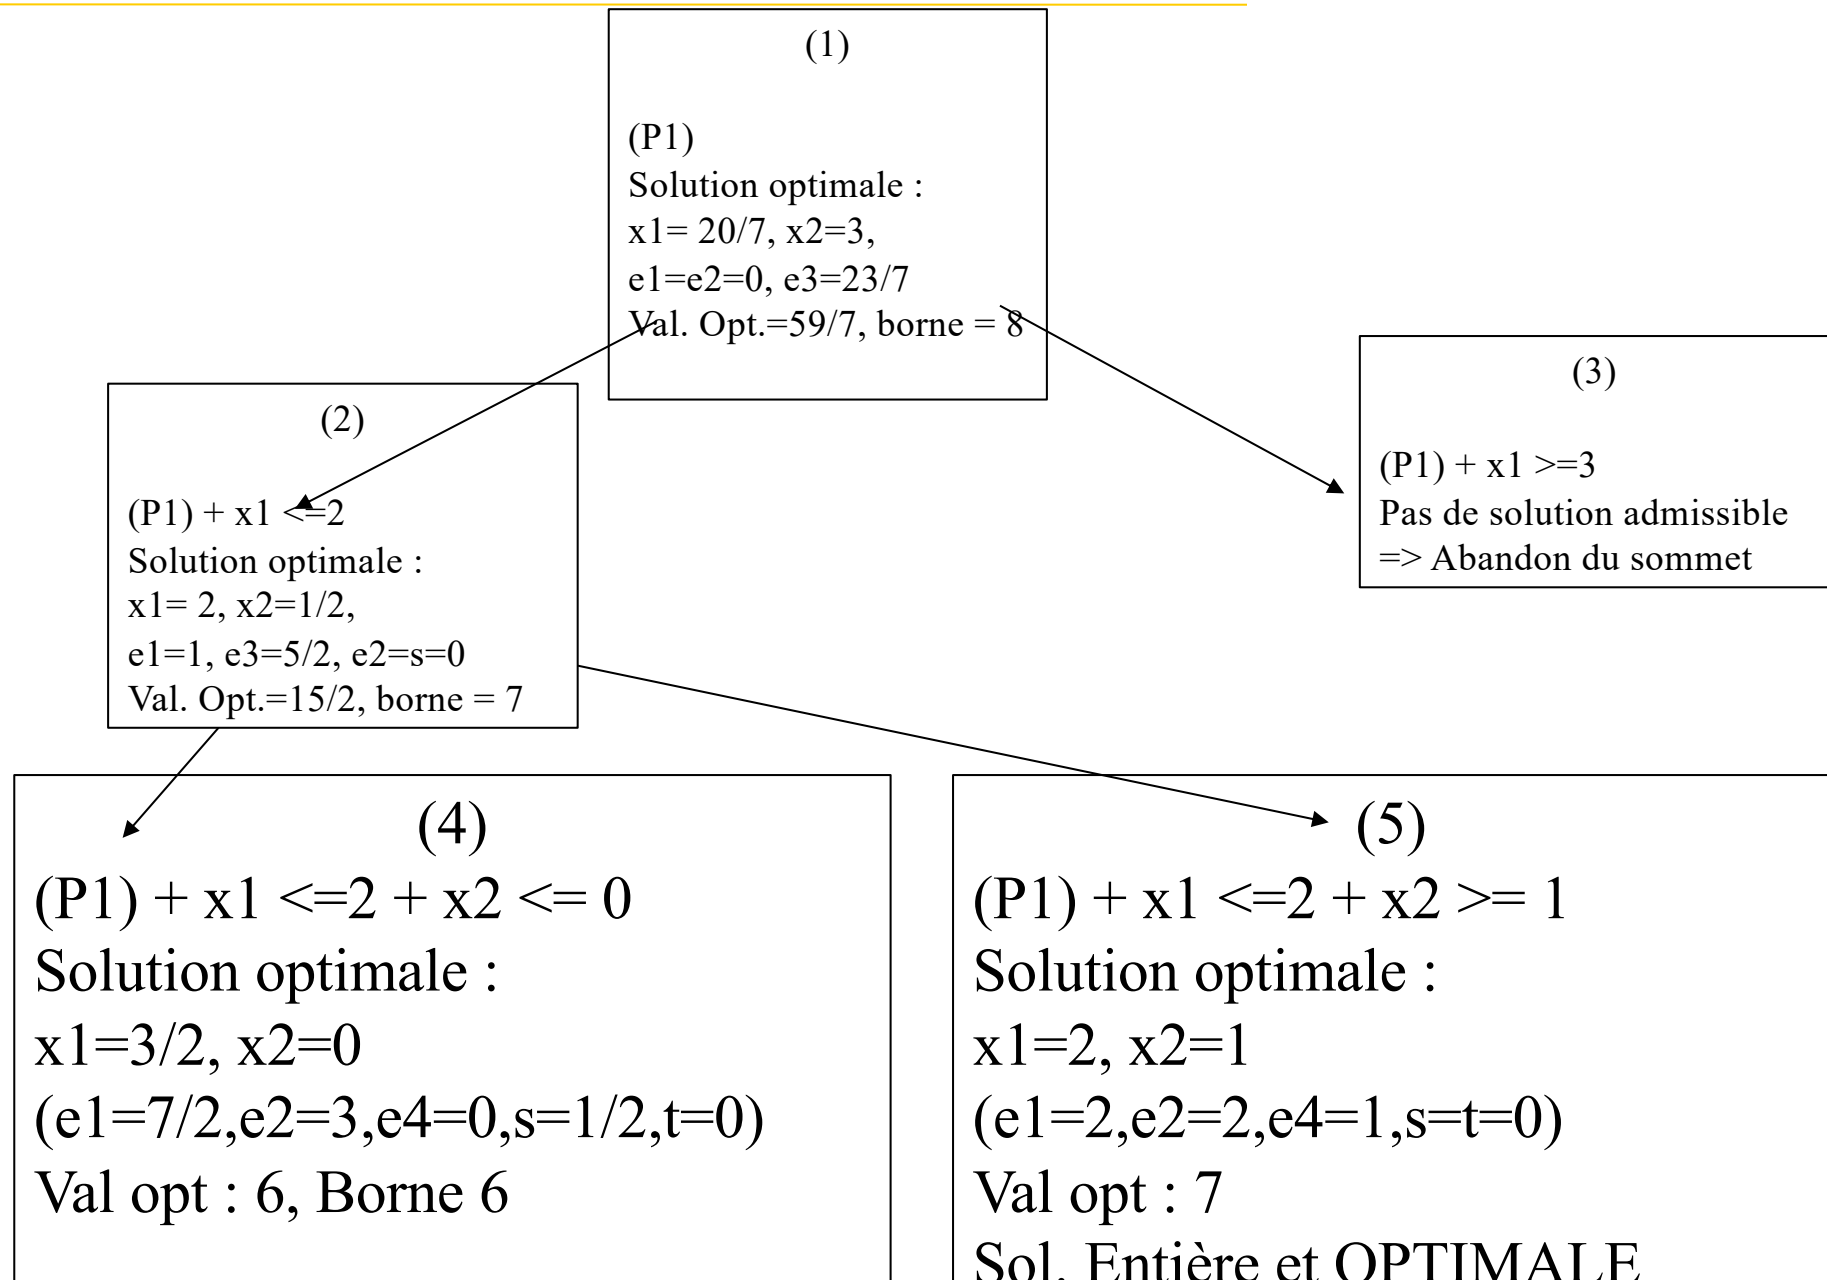 (1)
(P1)
Solution optimale :
x1= 20/7, x2=3,
e1=e2=0, e3=23/7
Val. Opt.=59/7, borne = 8
(2)
(P1) + x1 <=2
Solution optimale :
x1= 2, x2=1/2,
e1=1, e3=5/2, e2=s=0
Val. Opt.=15/2, borne = 7
(3)
(P1) + x1 >=3
Pas de solution admissible
=> Abandon du sommet
(4)
(P1) + x1 <=2 + x2 <= 0
Solution optimale :
x1=3/2, x2=0
(e1=7/2,e2=3,e4=0,s=1/2,t=0)
Val opt : 6, Borne 6
(5)
(P1) + x1 <=2 + x2 >= 1
Solution optimale :
x1=2, x2=1
(e1=2,e2=2,e4=1,s=t=0)
Val opt : 7
Sol. Entière et OPTIMALE